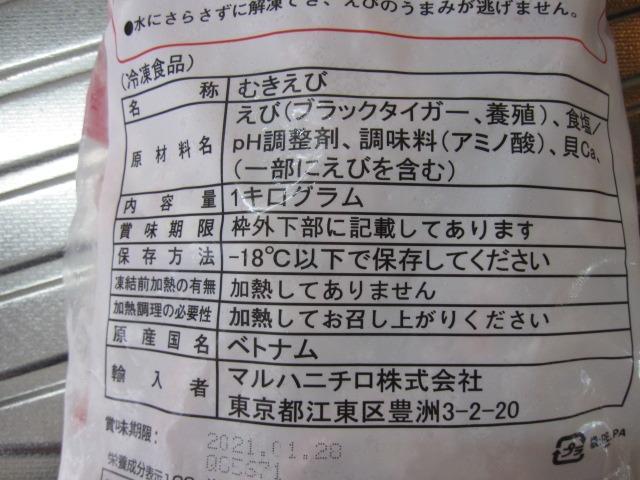 ●水にさらさずに解凍でき、えびのうまみが逃げません。
(冷凍食品)
名称 むきえび
原材料名 えび(ブラックタイガー、養殖)、食塩/
pH調整剤、調味料(アミノ酸)、貝Ca、
(一部にえびを含む)
内容量 1キログラム
賞味期限 枠外下部に記載してあります
保存方法 -18℃以下で保存してください
凍結前加熱の有無 加熱してありません
加熱調理の必要性 加熱してお召し上がりください
原産国名 ベトナム
輸入者 マルハニチロ株式会社
東京都江東区豊洲3-2-20
賞味期限: 2021.01.28
QG5S71
プラ
栄養成分表示